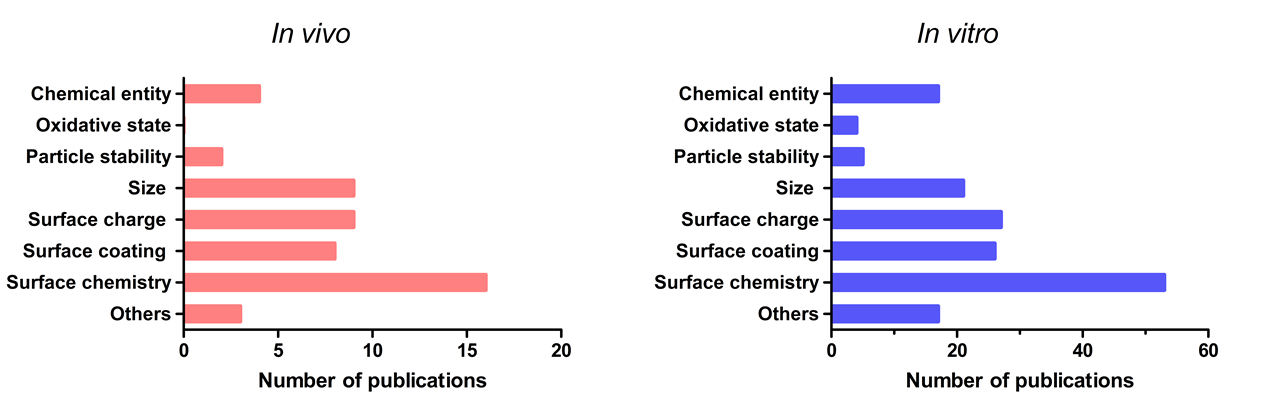 In vivo
Chemical entity
Oxidative state
Particle stability
Size
Surface charge
Surface coating
Surface chemistry
Others
0 5 10 15 20
Number of publications
In vitro
Chemical entity
Oxidative state
Particle stability
Size
Surface charge
Surface coating
Surface chemistry
Others
0 20 40 60
Number of publications